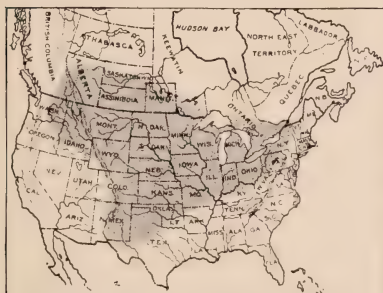 BRITISH COLUMBIA
ATHABASCA
KEEWATIN
HUDSON BAY
NORTH EAST
TERRITORY
LABRADOR
ALBERTA
SASKATCHEWAN
ASSINIBOIA
MANIT
ONTARIO
QUEBEC
N.B.
ME.
WASH.
MONT.
N. DAK.
MINN.
OREGON
IDAHO
WYO.
S. DAK.
WIS.
MICH.
N.Y.
NEB.
IOWA
ILL.
IND.
OHIO
NEV.
UTAH
COLO.
KANS.
MO.
CAL.
ARIZ.
N. MEX.
OKLA.
I.T.
ARK.
TENN.
N.C.
S.C.
TEX.
LA.
MISS.
ALA.
GA.
FLA.